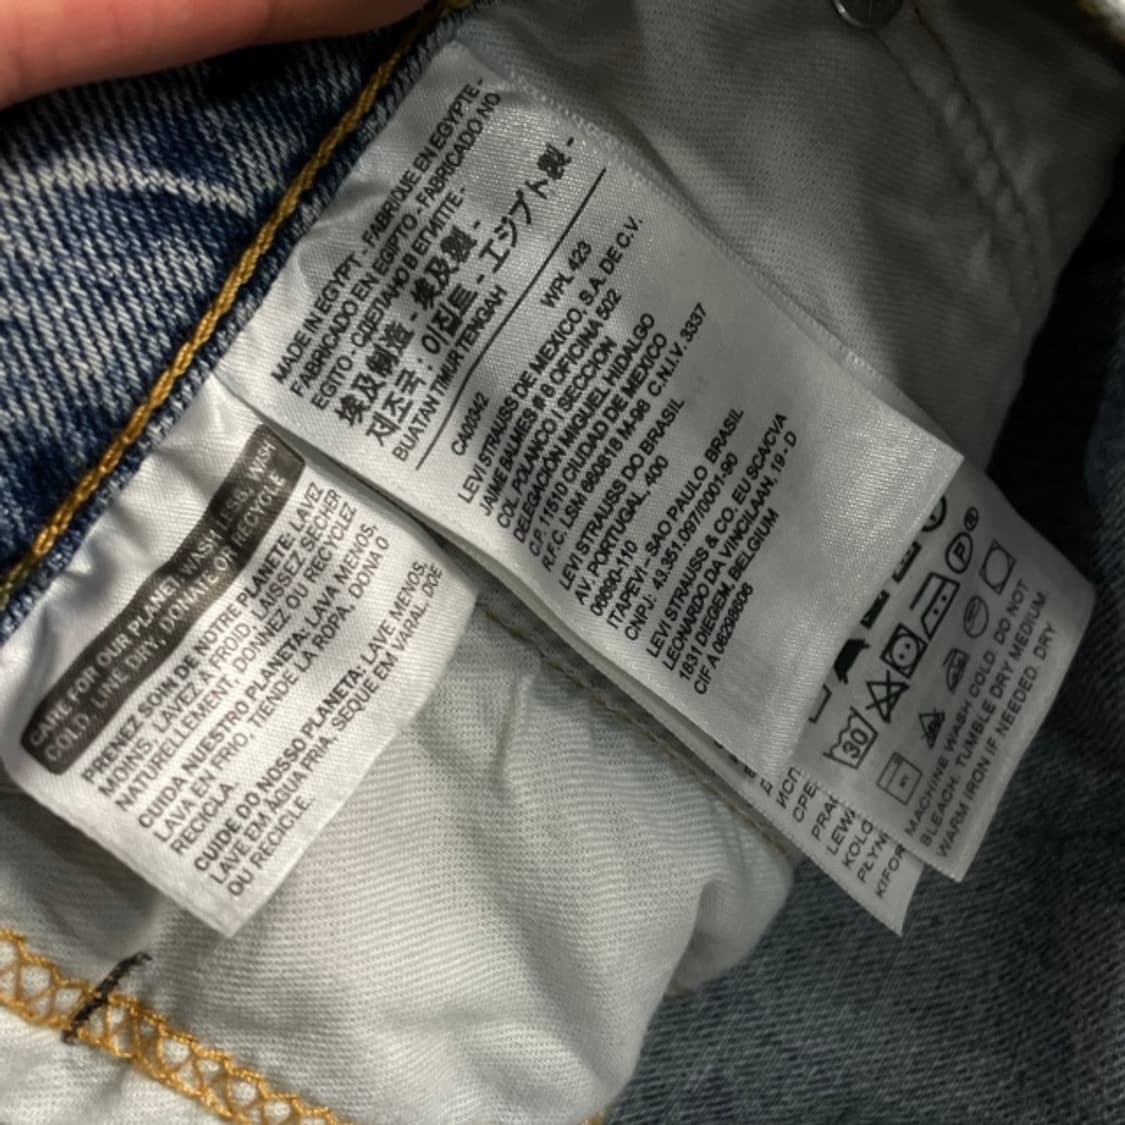 MADE IN EGYPT - FABRIQUE EN EGYPTE -
FABRICADO EN EGIPTO - FABRICADO NO
EGITO - СДЕЛАНО В ЕГИПТЕ -
埃及制造 - 埃及製 -
제조국 : 이집트 - エジプト製 -
BUATAN TIMUR TENGAH
CA00342 WPL 423
LEVI STRAUSS DE MEXICO, S.A. DE C.V.
JAIME BALMES # 8 OFICINA 502
COL. POLANCO I SECCION
DELEGACION MIGUEL HIDALGO
C.P. 11510 CIUDAD DE MEXICO
R.F.C. LSM 880818 M-98 C.N.I.V. 3337
LEVI STRAUSS DO BRASIL
AV. PORTUGAL, 400
06690-110
ITAPEVI - SAO PAULO BRASIL
CNPJ: 43.351.097/0001-90
LEVI STRAUSS & CO. EU SCA/CVA
LEONARDO DA VINCILAAN, 19 - D
1831 DIEGEM, BELGIUM
CIF A 08298806
CARE FOR OUR PLANET: WASH LESS, WASH
COLD, LINE DRY, DONATE OR RECYCLE
PRENEZ SOIN DE NOTRE PLANETE: LAVEZ
MOINS, LAVEZ A FROID, LAISSEZ SECHER
NATURELLEMENT, DONNEZ OU RECYCLEZ
CUIDA NUESTRO PLANETA: LAVA MENOS,
LAVA EN FRIO, TIENDE LA ROPA, DONA O
RECICLA.
CUIDE DO NOSSO PLANETA: LAVE MENOS,
LAVE EM ÁGUA FRIA, SEQUE EM VARAL, DOE
OU RECICLE.
30
P
MACHINE WASH COLD. DO NOT
BLEACH. TUMBLE DRY MEDIUM.
WARM IRON IF NEEDED. DRY